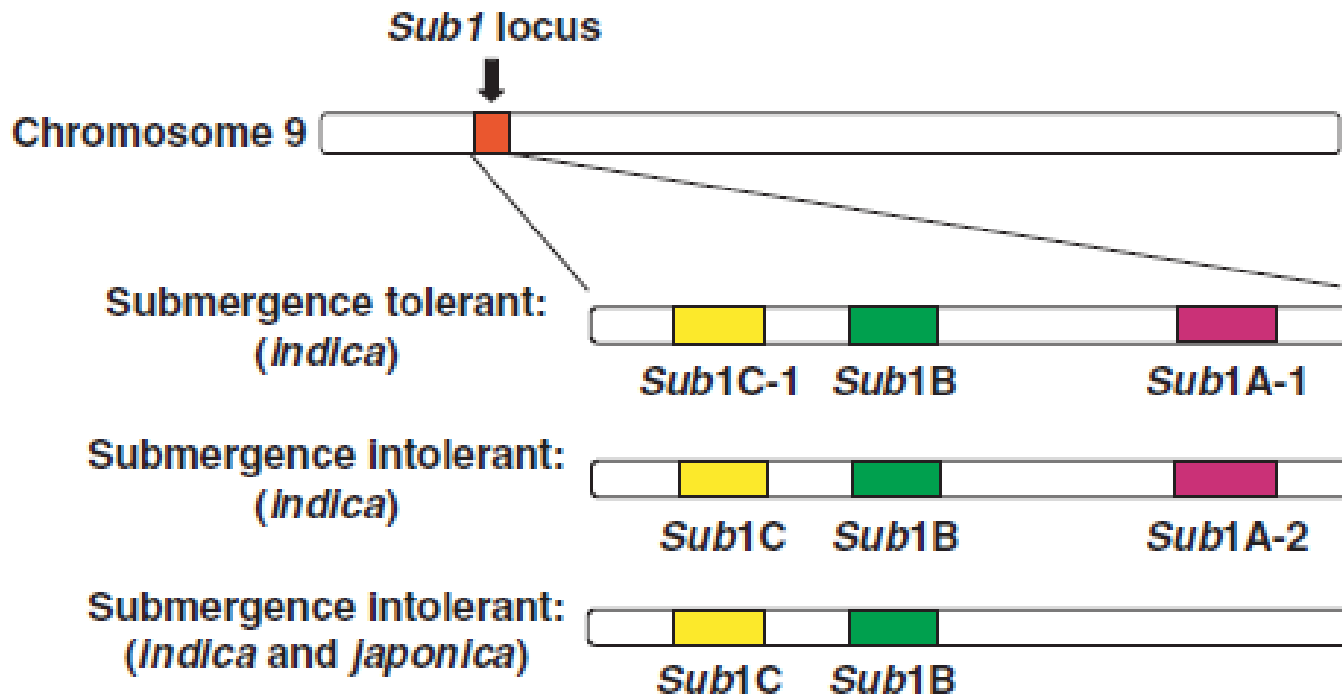 Sub1 locus
Chromosome 9
Submergence tolerant:
(indica)
Sub1C-1 Sub1B Sub1A-1
Submergence intolerant:
(indica)
Sub1C Sub1B Sub1A-2
Submergence intolerant:
(indica and japonica)
Sub1C Sub1B